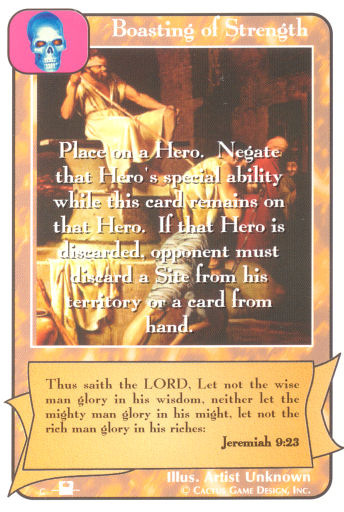 Boasting of Strength
Place on a Hero. Negate
that Hero's special ability
while this card remains on
that Hero. If that Hero is
discarded, opponent must
discard a Site from his
territory or a card from
hand.
Thus saith the LORD, Let not the wise
man glory in his wisdom, neither let the
mighty man glory in his might, let not the
rich man glory in his riches:
Jeremiah 9:23
Illus. Artist Unknown
C
© Cactus Game Design, Inc.